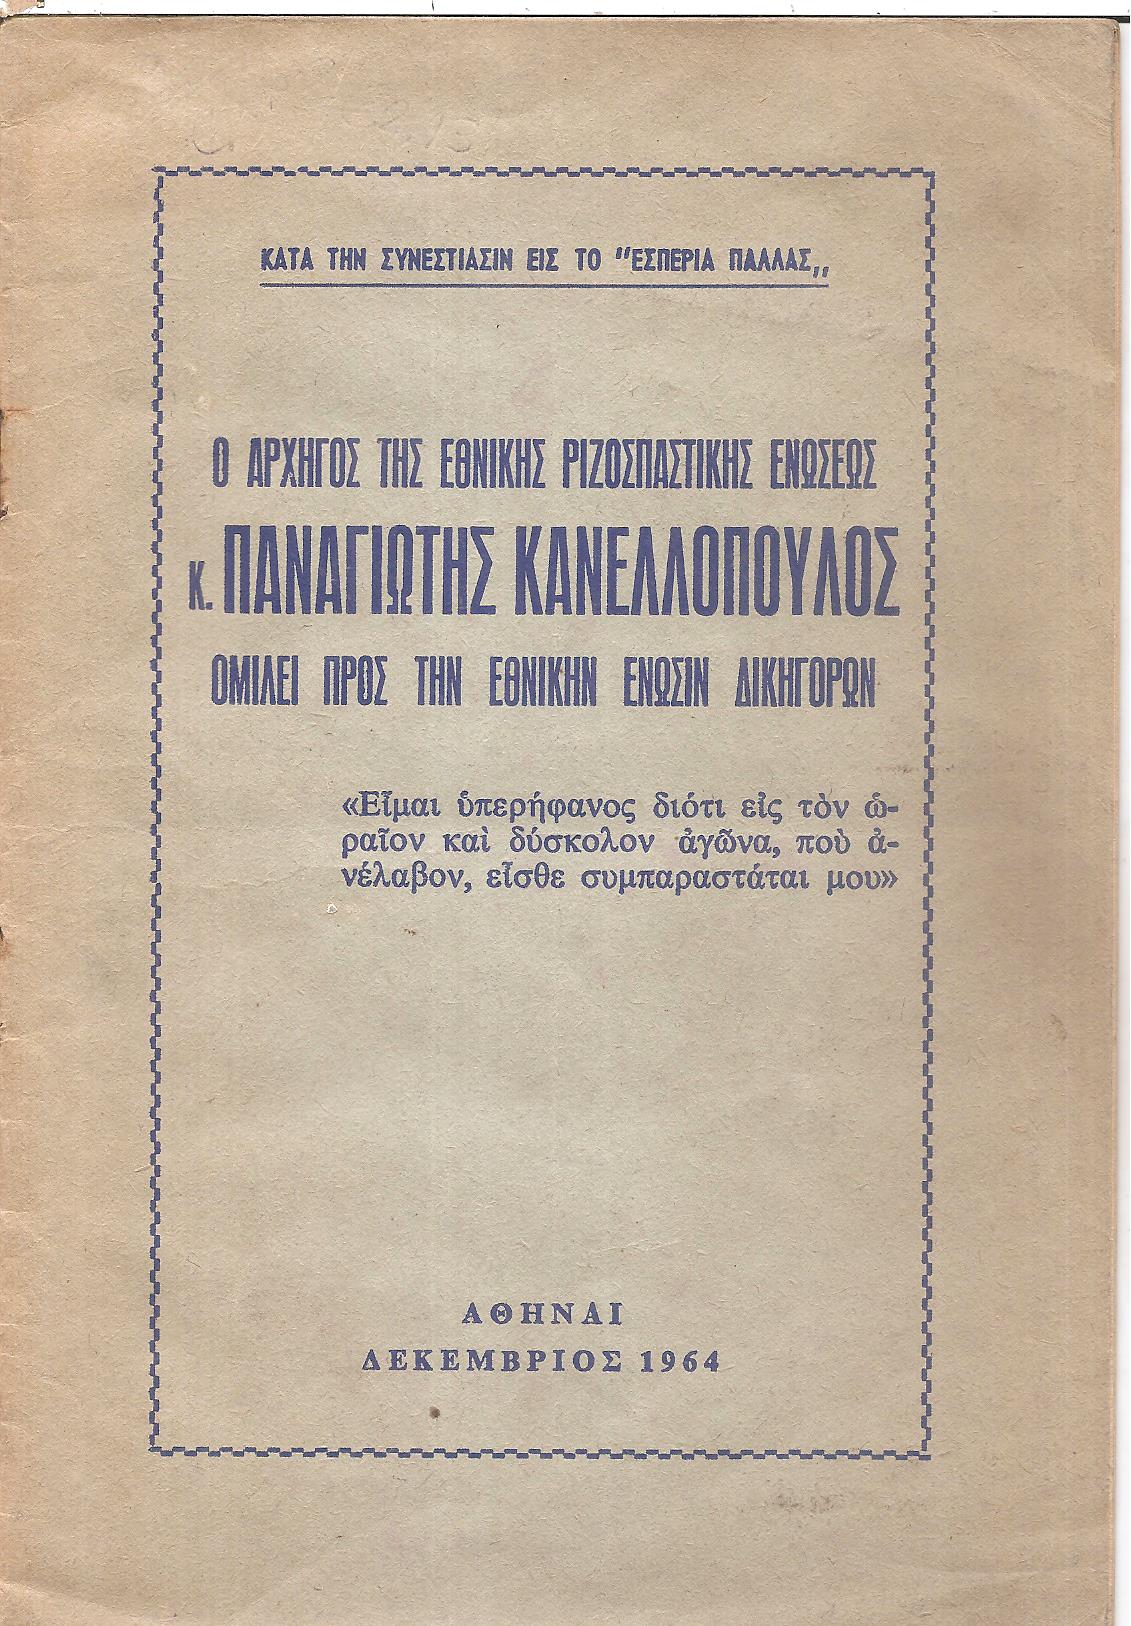 ΚΑΤΑ ΤΗΝ ΣΥΝΕΣΤΙΑΣΙΝ ΕΙΣ ΤΟ "ΕΣΠΕΡΙΑ ΠΑΛΛΑΣ„
Ο ΑΡΧΗΓΟΣ ΤΗΣ ΕΘΝΙΚΗΣ ΡΙΖΟΣΠΑΣΤΙΚΗΣ ΕΝΩΣΕΩΣ
κ. ΠΑΝΑΓΙΩΤΗΣ ΚΑΝΕΛΛΟΠΟΥΛΟΣ
ΟΜΙΛΕΙ ΠΡΟΣ ΤΗΝ ΕΘΝΙΚΗΝ ΕΝΩΣΙΝ ΔΙΚΗΓΟΡΩΝ
«Εἶμαι ὑπερήφανος διότι εἰς τὸν ὡ-
ραῖον καὶ δύσκολον ἀγῶνα, ποὺ ἀ-
νέλαβον, εἶσθε συμπαραστάται μου»
ΑΘΗΝΑΙ
ΔΕΚΕΜΒΡΙΟΣ 1964